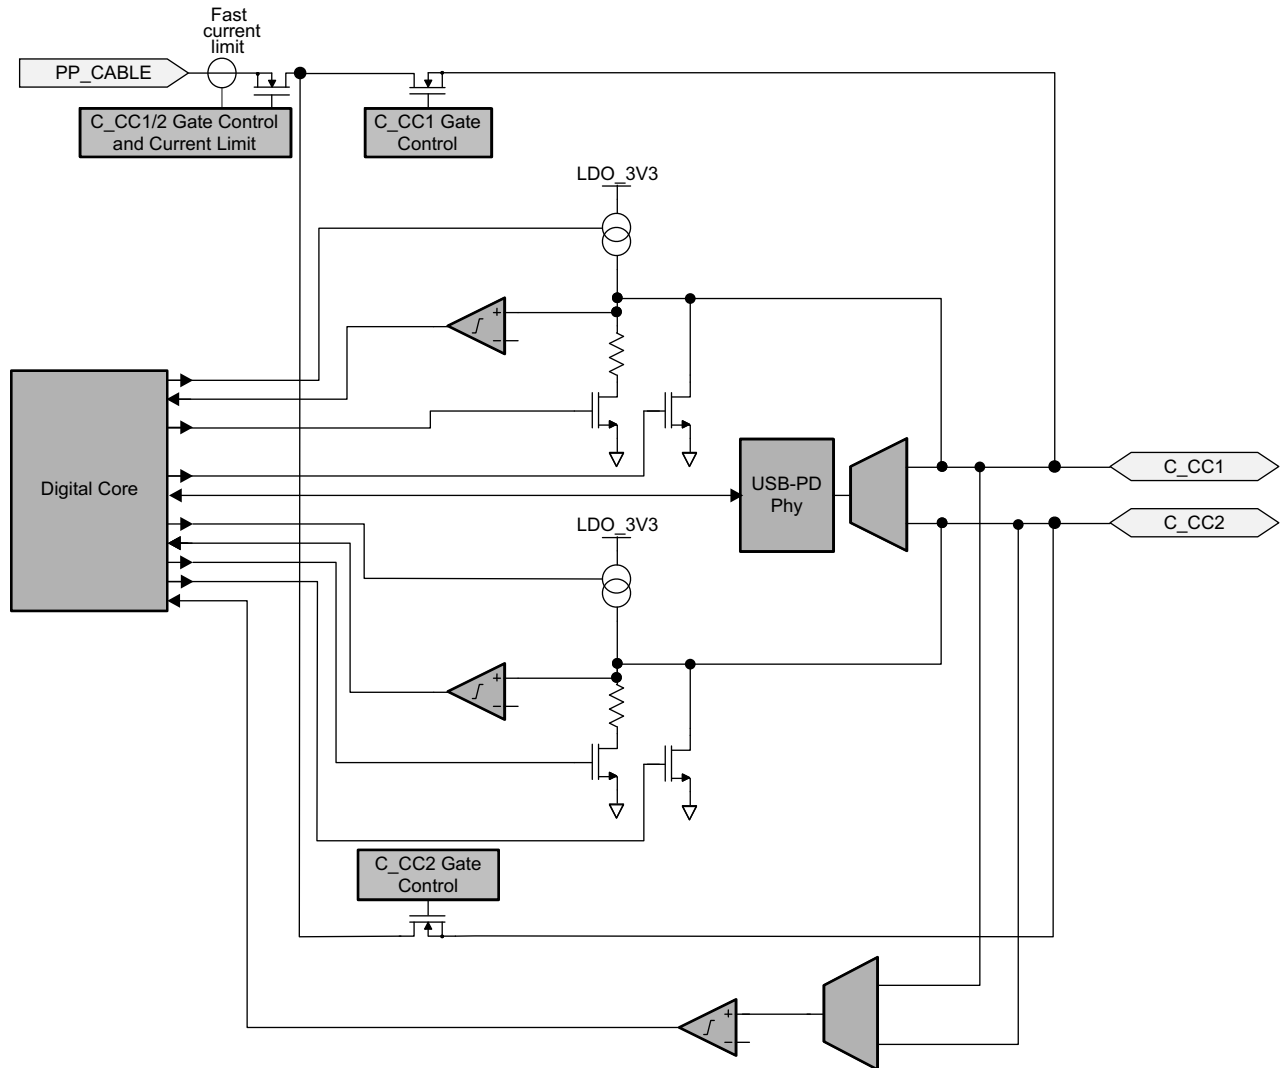 Fast
current
limit
PP_CABLE
C_CC1/2 Gate Control
and Current Limit
C_CC1 Gate
Control
LDO_3V3
+
−
Digital Core
USB-PD
Phy
C_CC1
C_CC2
LDO_3V3
+
−
C_CC2 Gate
Control
+
−